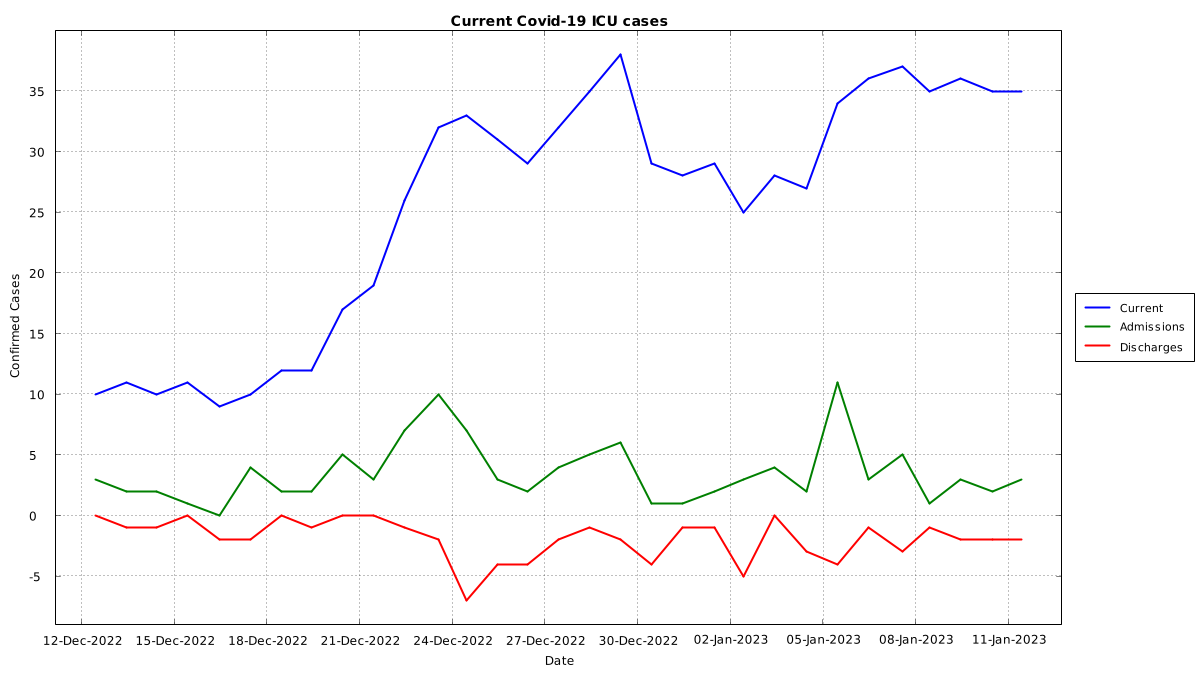 Current Covid-19 ICU cases
Confirmed Cases
35
30
25
20
15
10
5
0
-5
12-Dec-2022 15-Dec-2022 18-Dec-2022 21-Dec-2022 24-Dec-2022 27-Dec-2022 30-Dec-2022 02-Jan-2023 05-Jan-2023 08-Jan-2023 11-Jan-2023
Date
Current
Admissions
Discharges